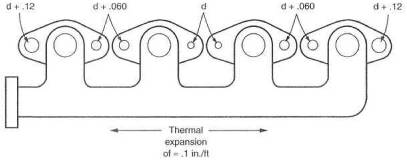 d + .12
d + .060
d
d + .060
d + .12
Thermal
expansion
of = .1 in./ft